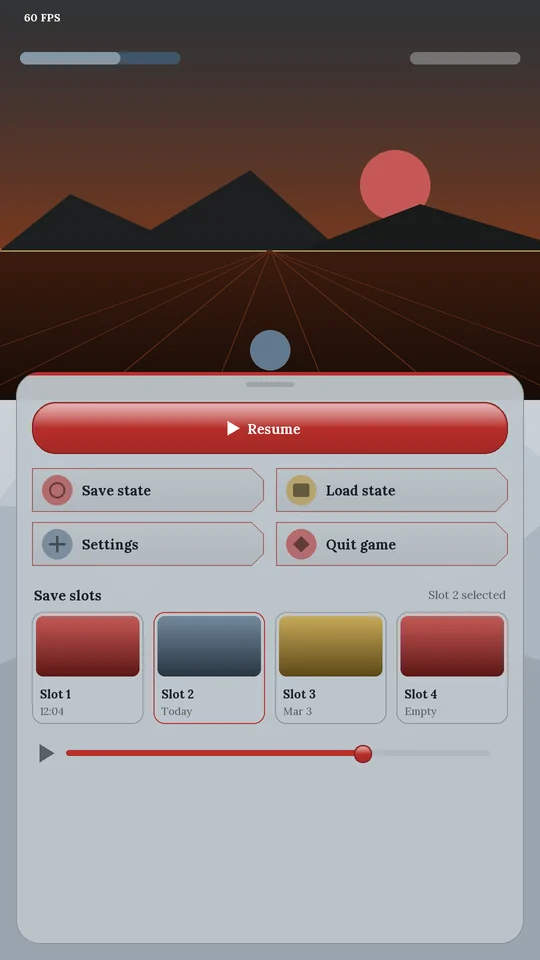 60 FPS
Resume
Save state
Load state
Settings
Quit game
Save slots
Slot 2 selected
Slot 1
12:04
Slot 2
Today
Slot 3
Mar 3
Slot 4
Empty